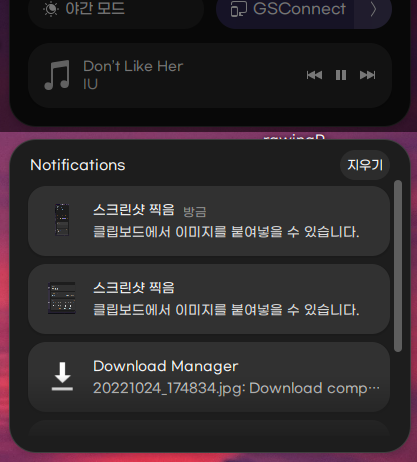 야간 모드
GSConnect
Don't Like Her
IU
Notifications
지우기
스크린샷 찍음 방금
클립보드에서 이미지를 붙여넣을 수 있습니다.
스크린샷 찍음
클립보드에서 이미지를 붙여넣을 수 있습니다.
Download Manager
20221024_174834.jpg: Download comp…